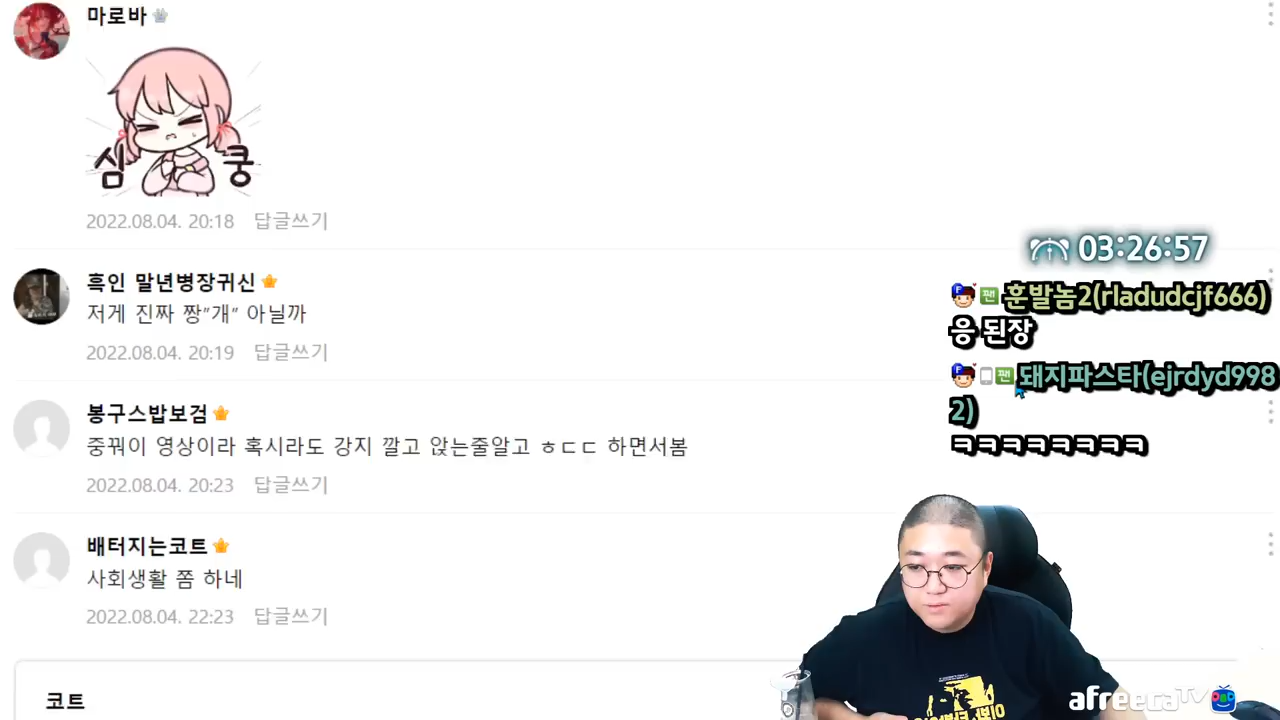 마로바
심 쿵
2022.08.04. 20:18 답글쓰기
흑인 말년병장귀신
저게 진짜 짱"개" 아닐까
2022.08.04. 20:19 답글쓰기
봉구스밥보검
중꿔이 영상이라 혹시라도 강지 깔고 앉는줄알고 ㅎㄷㄷ 하면서봄
2022.08.04. 20:23 답글쓰기
배터지는코트
사회생활 쫌 하네
2022.08.04. 22:23 답글쓰기
코트
03:26:57
F 팬 훈발놈2(rladudcjf666)
응 된장
F 팬 돼지파스타(ejrdyd998
2)
ㅋㅋㅋㅋㅋㅋㅋㅋ
afreecaTV